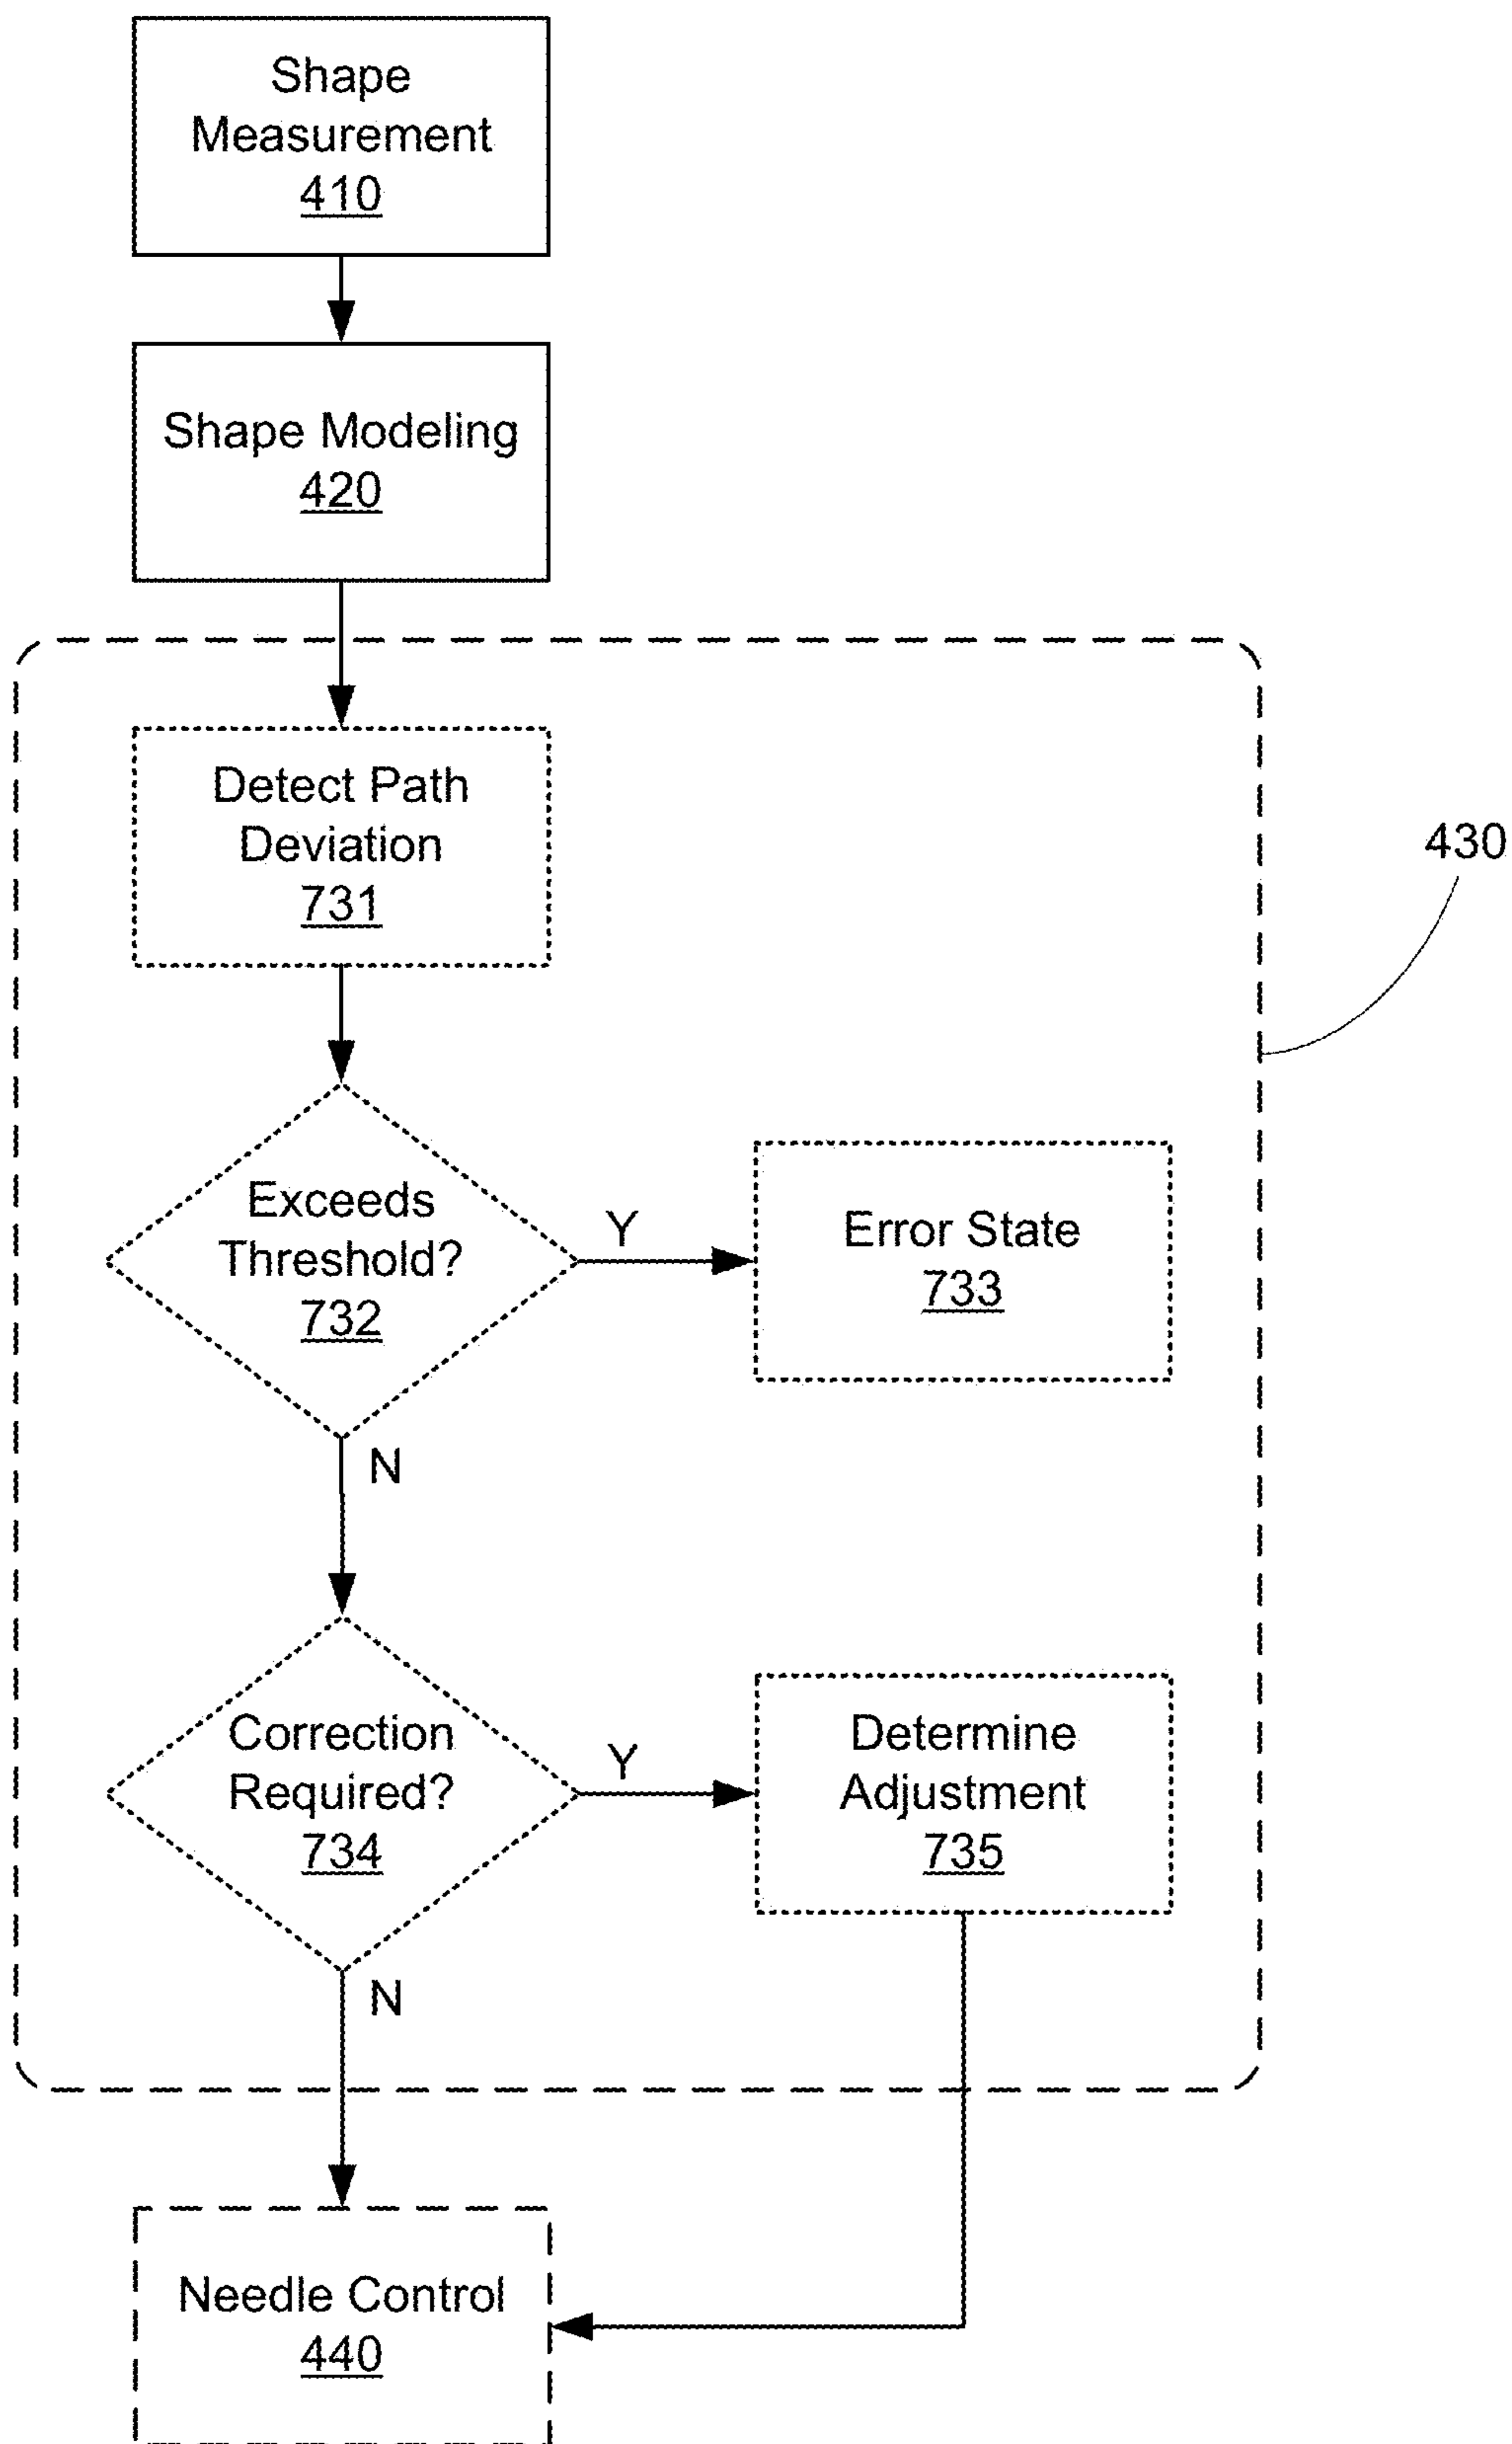 Shape
Measurement
410
Shape Modeling
420
Detect Path
Deviation
731
430
Exceeds
Threshold?
732
Y
Error State
733
N
Correction
Required?
734
Y
Determine
Adjustment
735
N
Needle Control
440